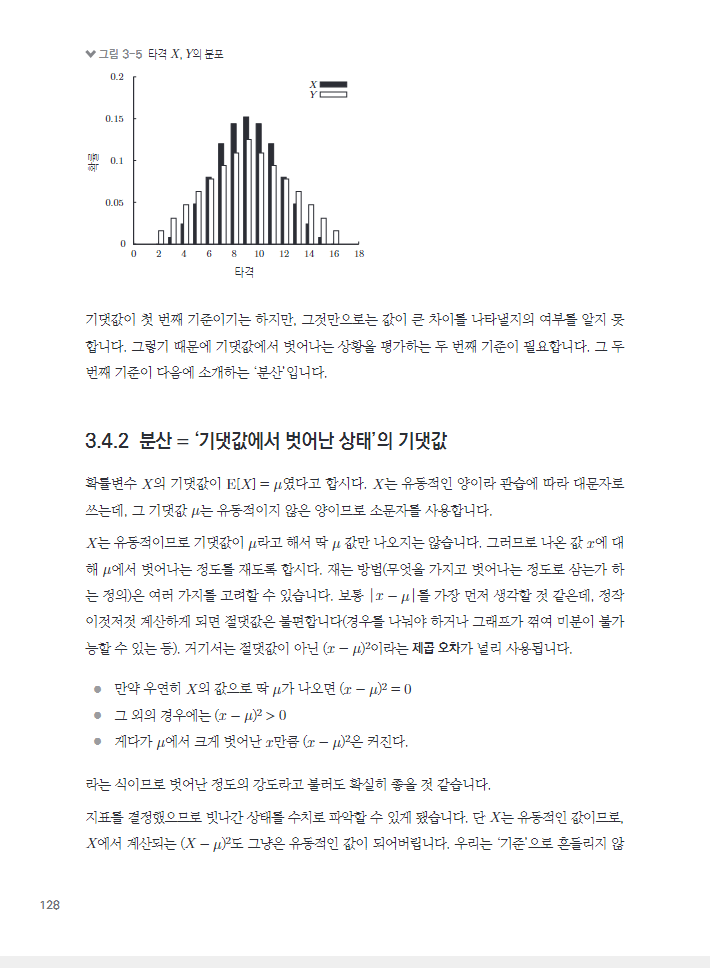 그림 3-5 타격 X, Y의 분포
0.2
0.15
0.1
0.05
0
확률
X
Y
0 2 4 6 8 10 12 14 16 18
타격
기댓값이 첫 번째 기준이기는 하지만, 그것만으로는 값이 큰 차이를 나타낼지의 여부를 알지 못
합니다. 그렇기 때문에 기댓값에서 벗어나는 상황을 평가하는 두 번째 기준이 필요합니다. 그 두
번째 기준이 다음에 소개하는 ‘분산’입니다.
3.4.2 분산 = ‘기댓값에서 벗어난 상태’의 기댓값
확률변수 X의 기댓값이 E[X] = μ였다고 합시다. X는 유동적인 양이라 관습에 따라 대문자로
쓰는데, 그 기댓값 μ는 유동적이지 않은 양이므로 소문자를 사용합니다.
X는 유동적이므로 기댓값이 μ라고 해서 딱 μ 값만 나오지는 않습니다. 그러므로 나온 값 x에 대
해 μ에서 벗어나는 정도를 재도록 합시다. 재는 방법(무엇을 가지고 벗어나는 정도로 삼는가 하
는 정의)은 여러 가지를 고려할 수 있습니다. 보통 |x − μ|를 가장 먼저 생각할 것 같은데, 정작
이것저것 계산하게 되면 절댓값은 불편합니다(경우를 나눠야 하거나 그래프가 꺾여 미분이 불가
능할 수 있는 등). 거기서는 절댓값이 아닌 (x − μ)²이라는 제곱 오차가 널리 사용됩니다.
● 만약 우연히 X의 값으로 딱 μ가 나오면 (x − μ)² = 0
● 그 외의 경우에는 (x − μ)² > 0
● 게다가 μ에서 크게 벗어난 x만큼 (x − μ)²은 커진다.
라는 식이므로 벗어난 정도의 강도라고 불러도 확실히 좋을 것 같습니다.
지표를 결정했으므로 빗나간 상태를 수치로 파악할 수 있게 됐습니다. 단 X는 유동적인 값이므로,
X에서 계산되는 (X − μ)²도 그냥은 유동적인 값이 되어버립니다. 우리는 ‘기준’으로 흔들리지 않
128